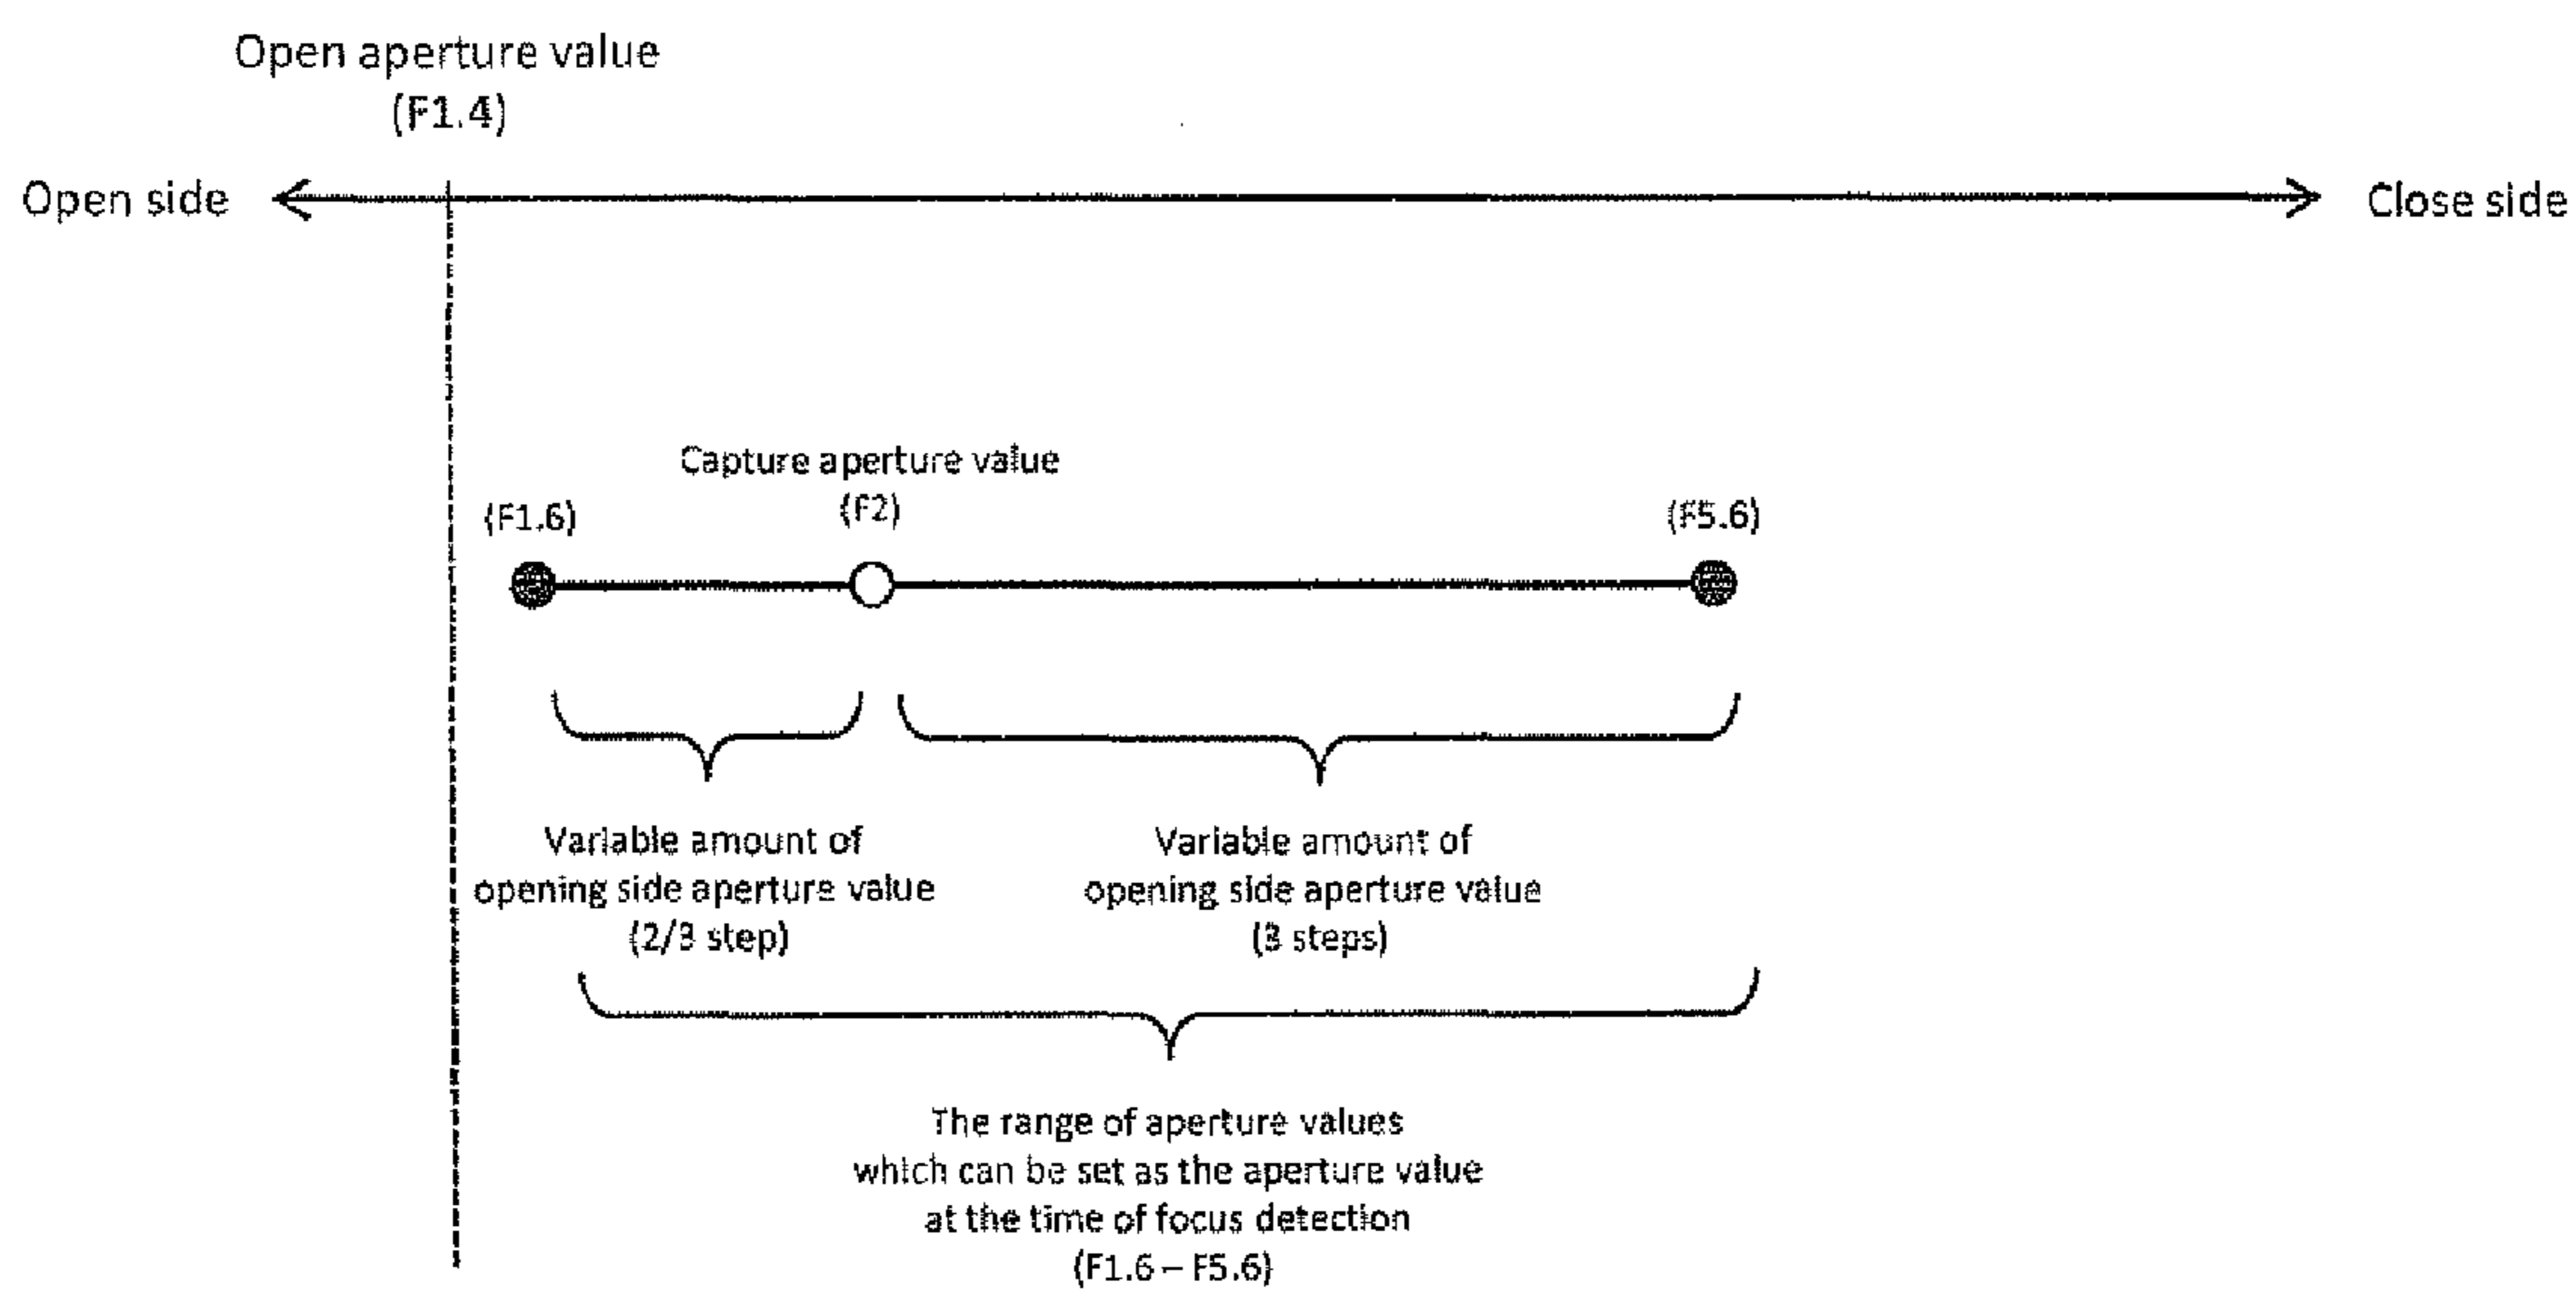 Open aperture value
(F1.4)
Open side
Close side
Capture aperture value
(F2)
(F1.6)
(F5.6)
Variable amount of
opening side aperture value
(2/3 step)
Variable amount of
opening side aperture value
(3 steps)
The range of aperture values
which can be set as the aperture value
at the time of focus detection
(F1.6 – F5.6)